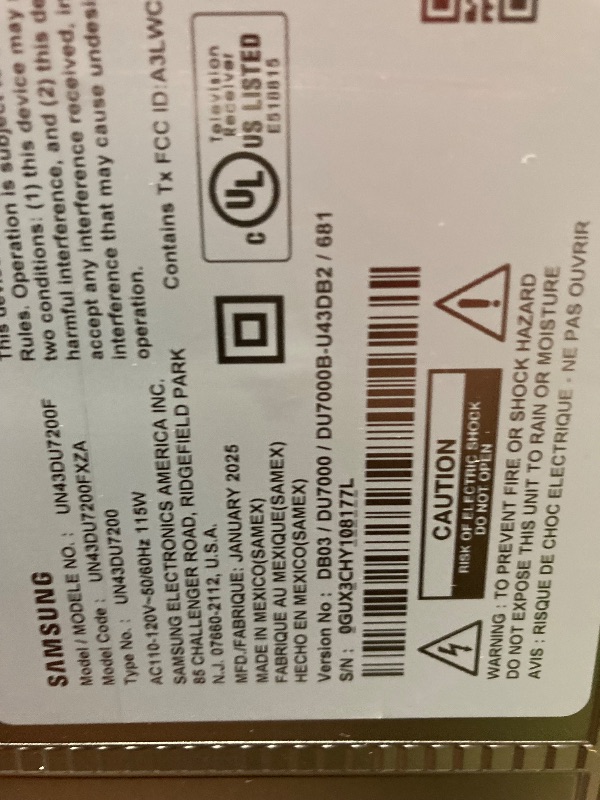 SAMSUNG
Model / MODELE NO. : UN43DU7200F
Model Code : UN43DU7200FXZA
Type No. : UN43DU7200
AC110-120V~50/60Hz 115W
SAMSUNG ELECTRONICS AMERICA INC.
85 CHALLENGER ROAD, RIDGEFIELD PARK
N.J. 07660-2112, U.S.A.
MFD./FABRIQUE: JANUARY 2025
MADE IN MEXICO(SAMEX)
FABRIQUE AU MEXIQUE(SAMEX)
HECHO EN MEXICO(SAMEX)
Version No : DB03 / DU7000 / DU7000B-U43DB2 / 681
S/N : 0GUX3CHY108177L
Rules. Operation is subject
two conditions: (1) this device may
harmful interference, and (2) this de
accept any interference received, in
interference that may cause undesi
operation.
Contains Tx FCC ID:A3LWC
Television
Receiver
c UL US LISTED
E518815
CAUTION
RISK OF ELECTRIC SHOCK
DO NOT OPEN
WARNING : TO PREVENT FIRE OR SHOCK HAZARD
DO NOT EXPOSE THIS UNIT TO RAIN OR MOISTURE
AVIS : RISQUE DE CHOC ELECTRIQUE - NE PAS OUVRIR